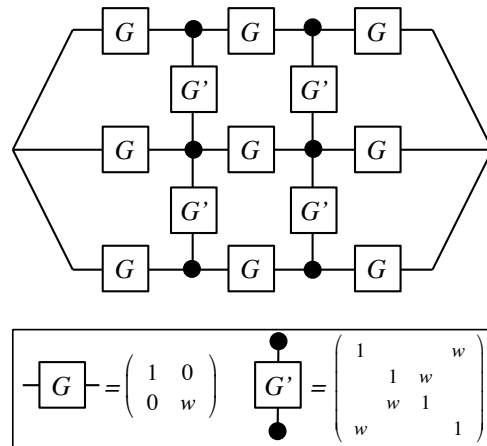 G G G
G' G'
G G G
G' G'
G G G
G = ( 1 0
0 w ) G' = ( 1 w
1 w
w 1
w 1 )